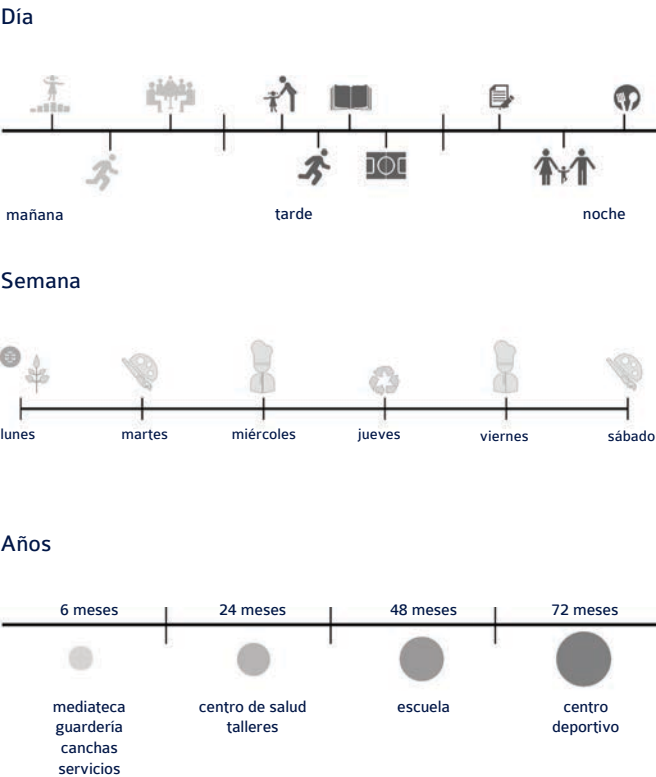 Día
mañana tarde noche
Semana
lunes martes miércoles jueves viernes sábado
Años
6 meses 24 meses 48 meses 72 meses
mediateca centro de salud escuela centro
guardería talleres deportivo
canchas
servicios